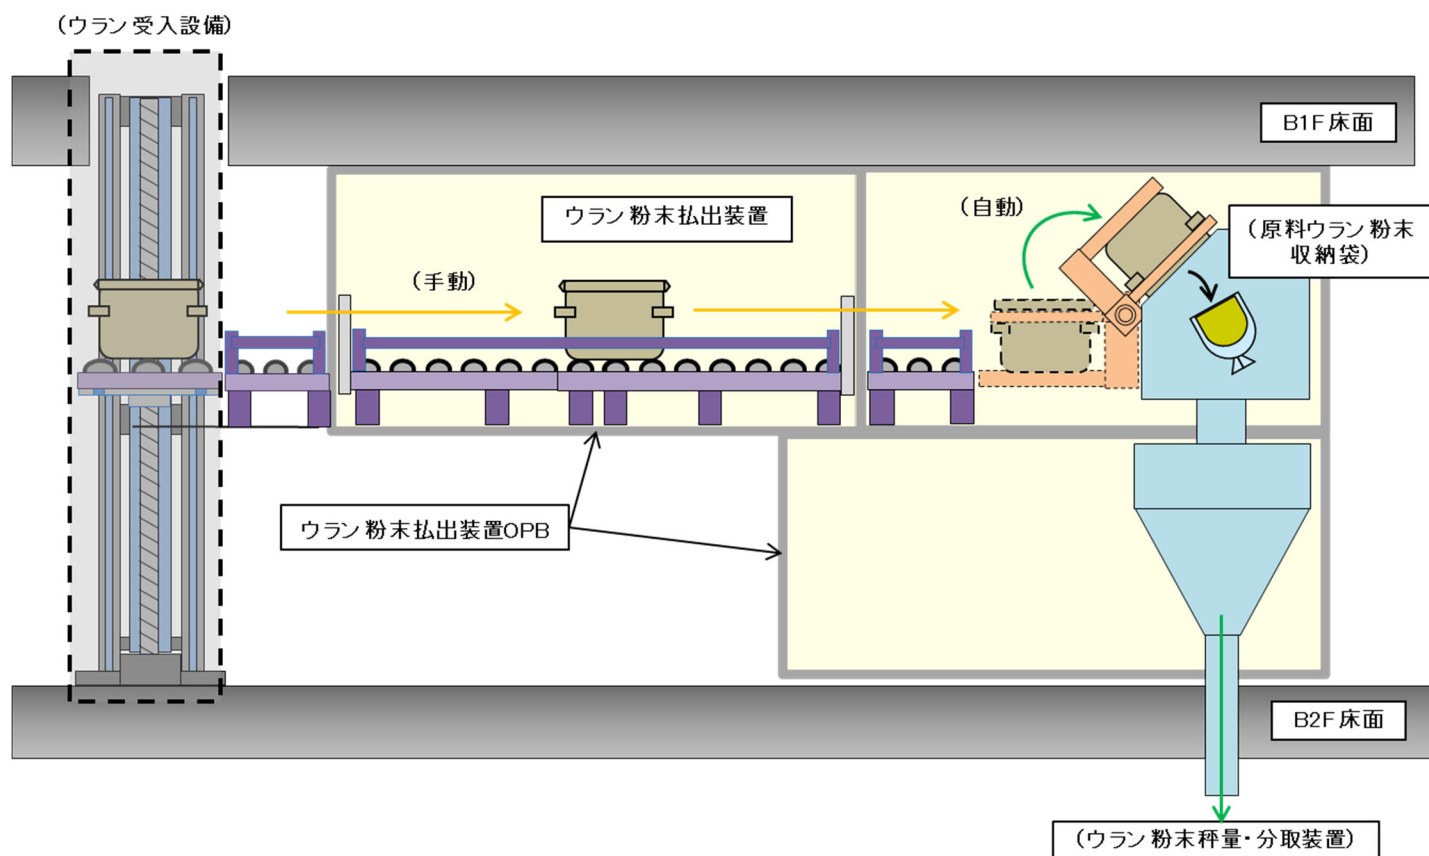 (ウラン受入設備)
B1F床面
ウラン粉末払出装置
(自動)
(原料ウラン粉末
収納袋)
(手動)
ウラン粉末払出装置OPB
B2F床面
(ウラン粉末秤量・分取装置)